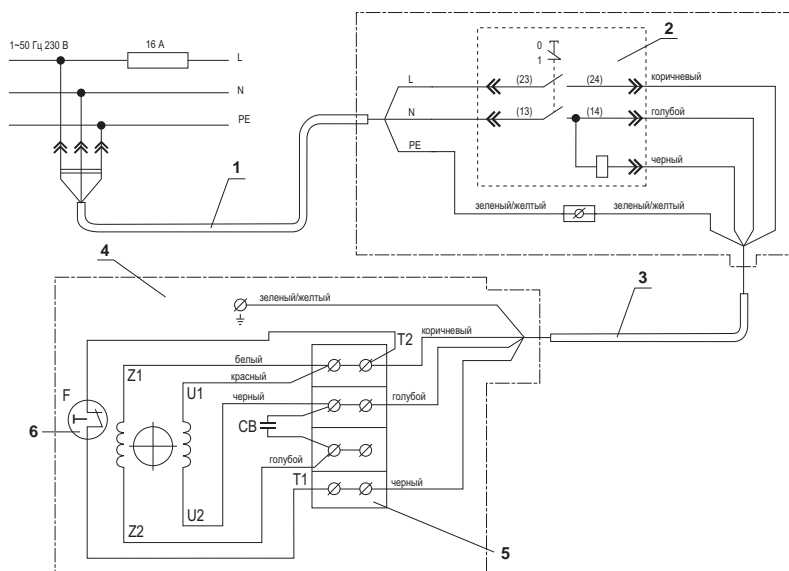 1~50 Гц 230 В
16 А
L
N
PE
1
0
1
2
L
(23)
(24)
коричневый
N
(13)
(14)
голубой
PE
черный
зеленый/желтый
зеленый/желтый
4
3
зеленый/желтый
T2
коричневый
белый
Z1
красный
F
U1
черный
голубой
6
CB
голубой
T1
черный
U2
Z2
5